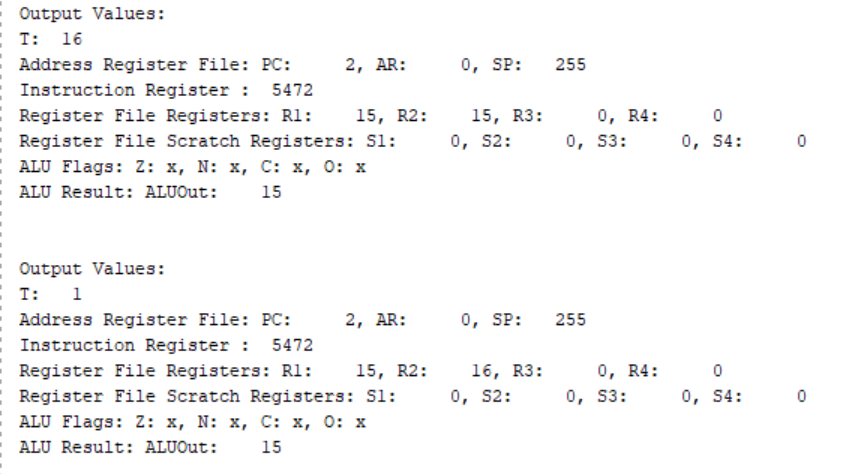 Output Values:
T:  16
Address Register File: PC:     2, AR:     0, SP:   255
Instruction Register :  5472
Register File Registers: R1:    15, R2:    15, R3:     0, R4:     0
Register File Scratch Registers: S1:     0, S2:     0, S3:     0, S4:     0
ALU Flags: Z: x, N: x, C: x, O: x
ALU Result: ALUOut:    15
Output Values:
T:   1
Address Register File: PC:     2, AR:     0, SP:   255
Instruction Register :  5472
Register File Registers: R1:    15, R2:    16, R3:     0, R4:     0
Register File Scratch Registers: S1:     0, S2:     0, S3:     0, S4:     0
ALU Flags: Z: x, N: x, C: x, O: x
ALU Result: ALUOut:    15